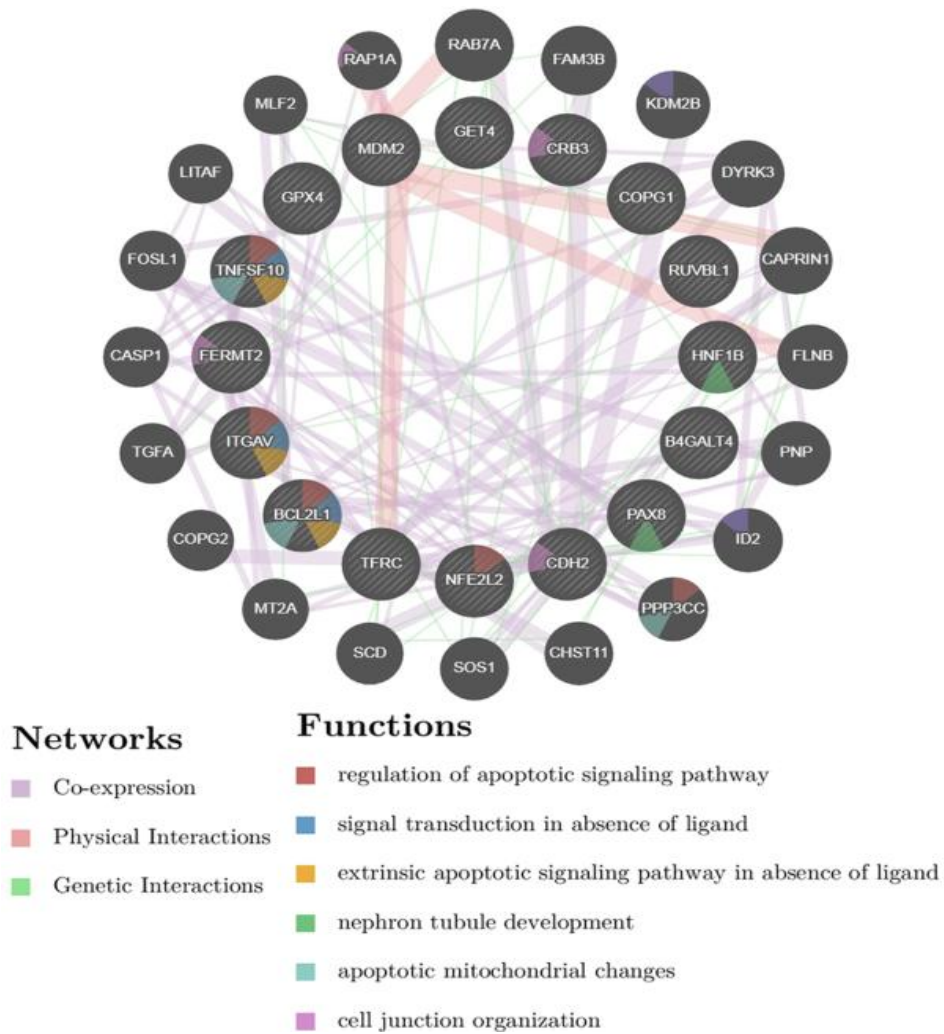 RAB7A
RAP1A
FAM3B
KDM2B
MLF2
GET4
MDM2
CRB3
LITAF
GPX4
COPG1
DYRK3
FOSL1
TNFSF10
RUVBL1
CAPRIN1
CASP1
FERMT2
HNF1B
FLNB
TGFA
ITGAV
B4GALT4
PNP
COPG2
BCL2L1
PAX8
ID2
TFRC
NFE2L2
CDH2
MT2A
PPP3CC
SCD
SOS1
CHST11
Networks
Co-expression
Physical Interactions
Genetic Interactions
Functions
regulation of apoptotic signaling pathway
signal transduction in absence of ligand
extrinsic apoptotic signaling pathway in absence of ligand
nephron tubule development
apoptotic mitochondrial changes
cell junction organization